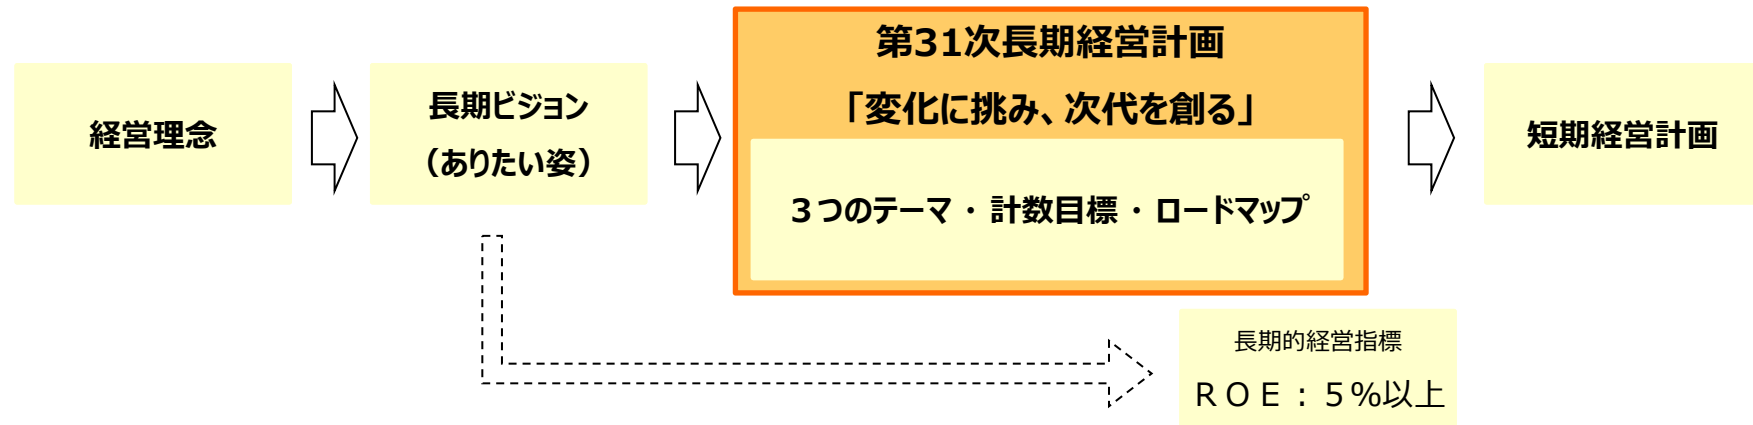 経営理念
長期ビジョン
（ありたい姿）
第31次長期経営計画
「変化に挑み、次代を創る」
３つのテーマ ・ 計数目標 ・ ロードマップ
短期経営計画
長期的経営指標
ＲＯＥ：５％以上